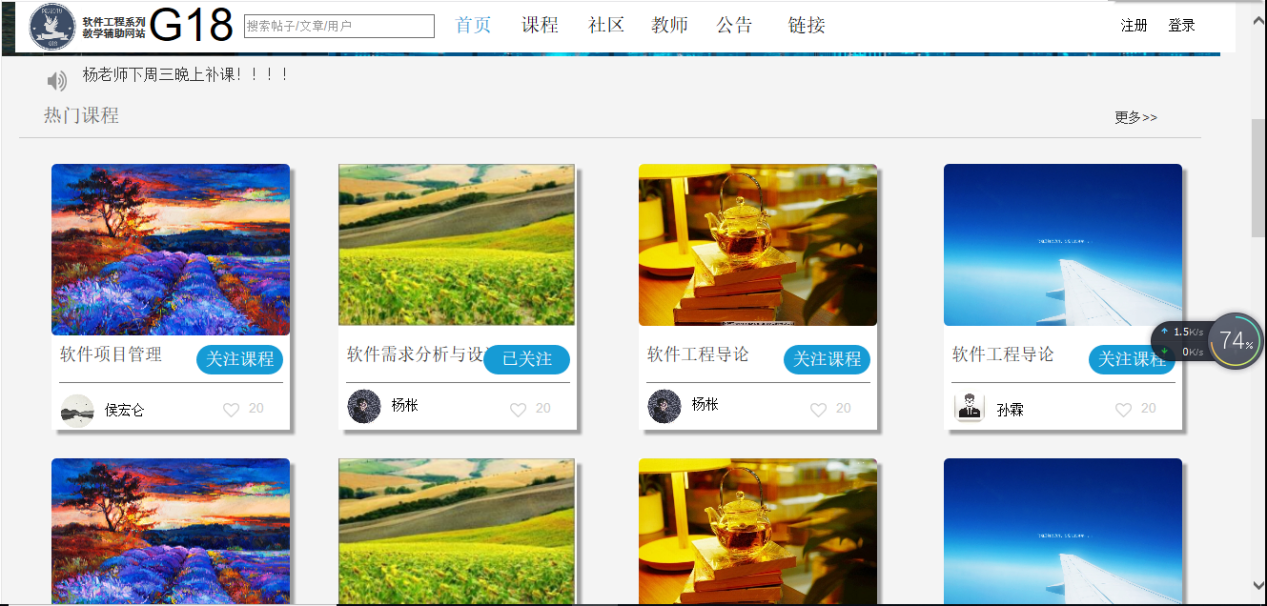 软件工程系列
教学辅助网站
G18
搜索帖子/文章/用户
首页 课程 社区 教师 公告 链接
注册 登录
杨老师下周三晚上补课！！！！
热门课程
更多>>
软件项目管理
关注课程
侯宏仑
20
软件需求分析与设
已关注
杨枨
20
软件工程导论
关注课程
杨枨
20
软件工程导论
关注课程
孙霖
20
1.5K/s
0K/s
74%